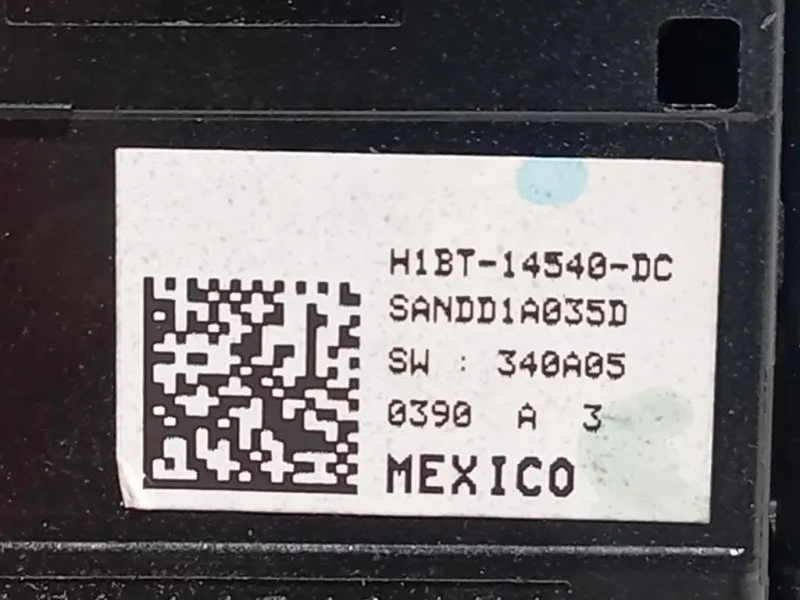 H1BT-14540-DC
SANDD1A035D
SW : 340A05
0390 A 3
MEXICO